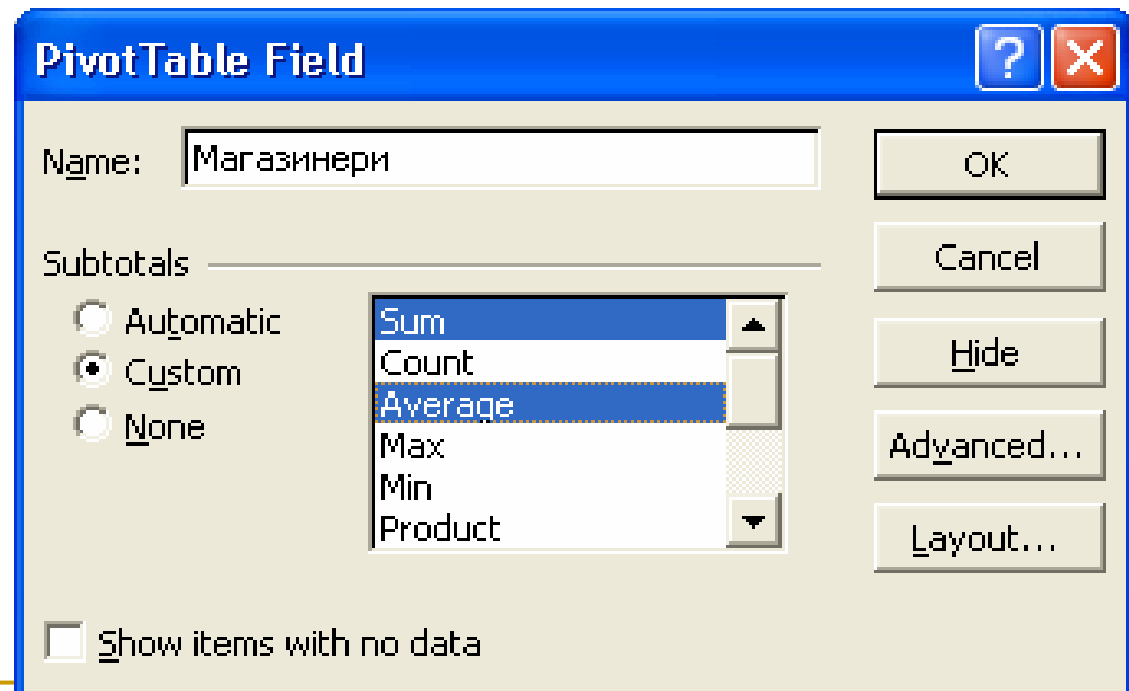 PivotTable Field
Name: Магазинери
OK
Subtotals
Cancel
Automatic
Custom
None
Sum
Count
Average
Max
Min
Product
Hide
Advanced...
Layout...
Show items with no data